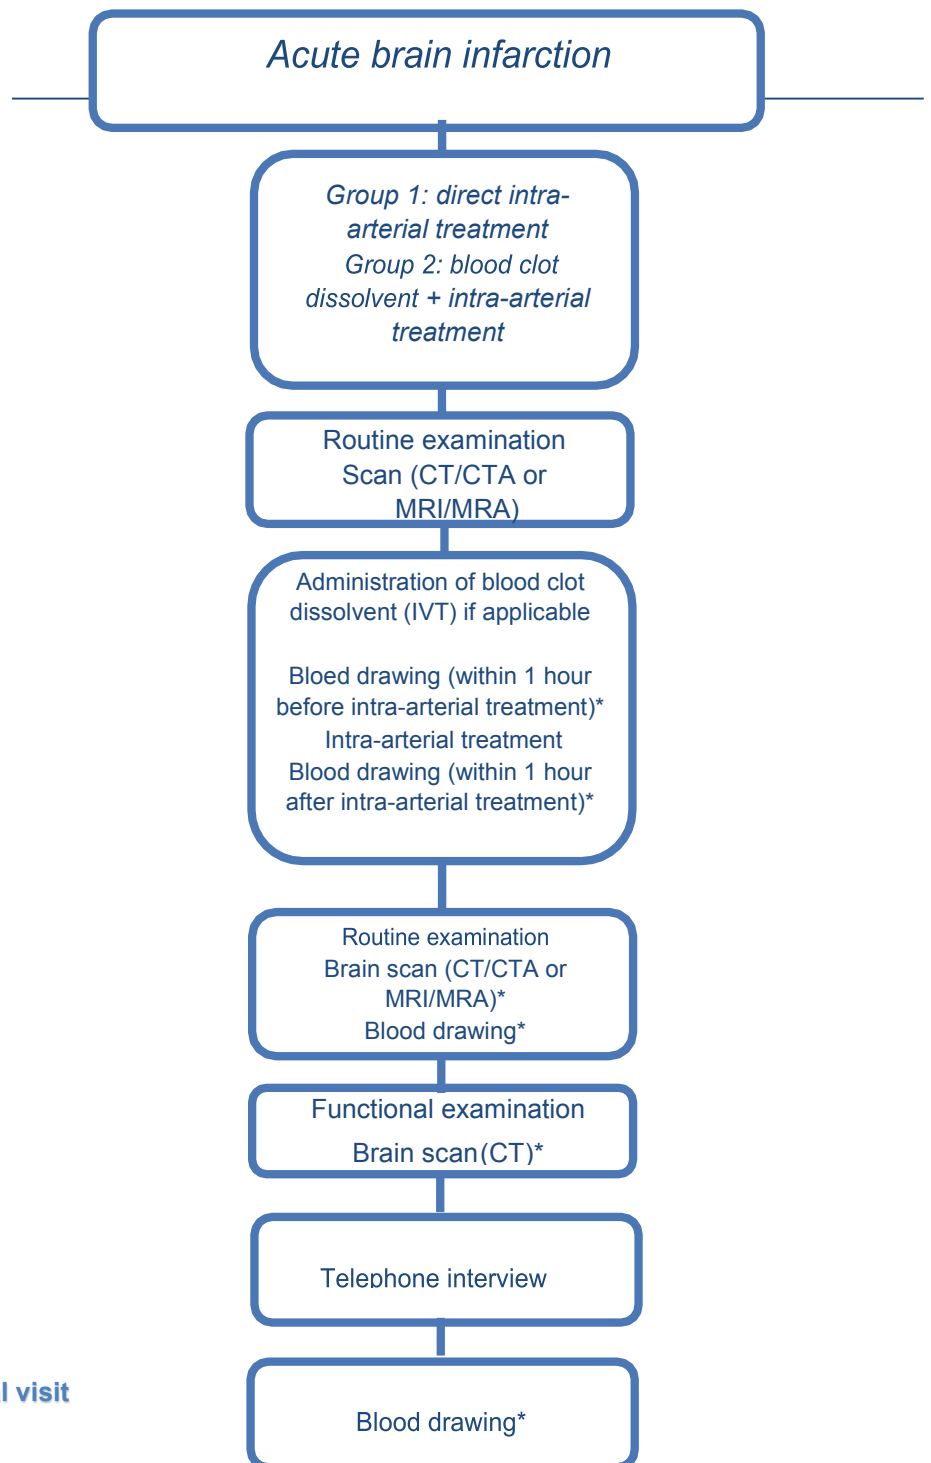 Acute brain infarction
Group 1: direct intra-
arterial treatment
Group 2: blood clot
dissolvent + intra-arterial
treatment
Routine examination
Scan (CT/CTA or
MRI/MRA)
Administration of blood clot
dissolvent (IVT) if applicable
Bloed drawing (within 1 hour
before intra-arterial treatment)*
Intra-arterial treatment
Blood drawing (within 1 hour
after intra-arterial treatment)*
Routine examination
Brain scan (CT/CTA or
MRI/MRA)*
Blood drawing*
Functional examination
Brain scan (CT)*
Telephone interview
visit
Blood drawing*